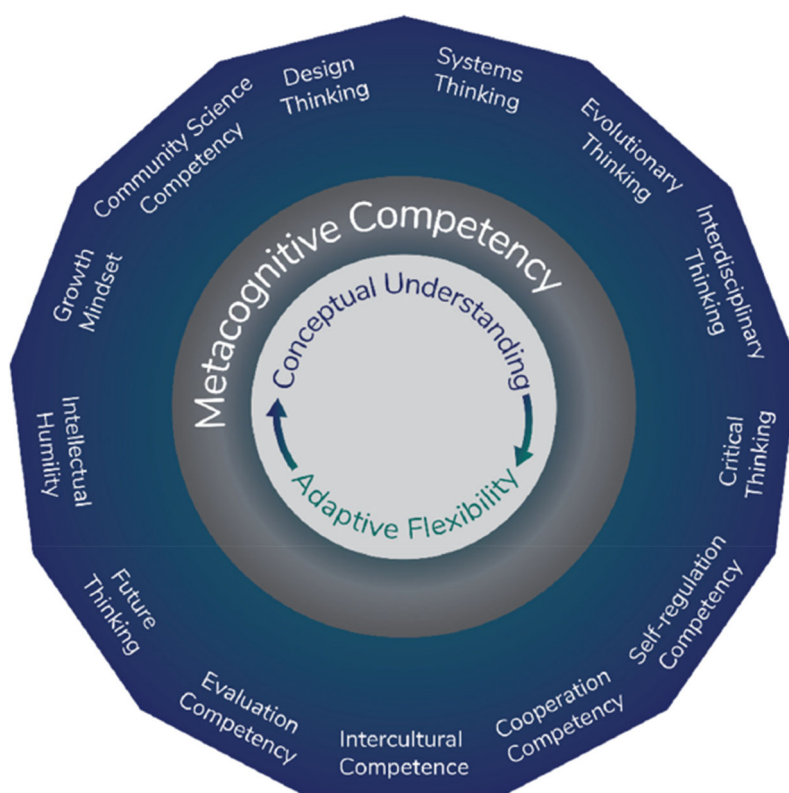 Systems
Thinking
Evolutionary
Thinking
Interdisciplinary
Thinking
Critical
Thinking
Self-regulation
Competency
Cooperation
Competency
Intercultural
Competence
Evaluation
Competency
Future
Thinking
Intellectual
Humility
Growth
Mindset
Community Science
Competency
Design
Thinking
Metacognitive Competency
Conceptual Understanding
Adaptive Flexibility